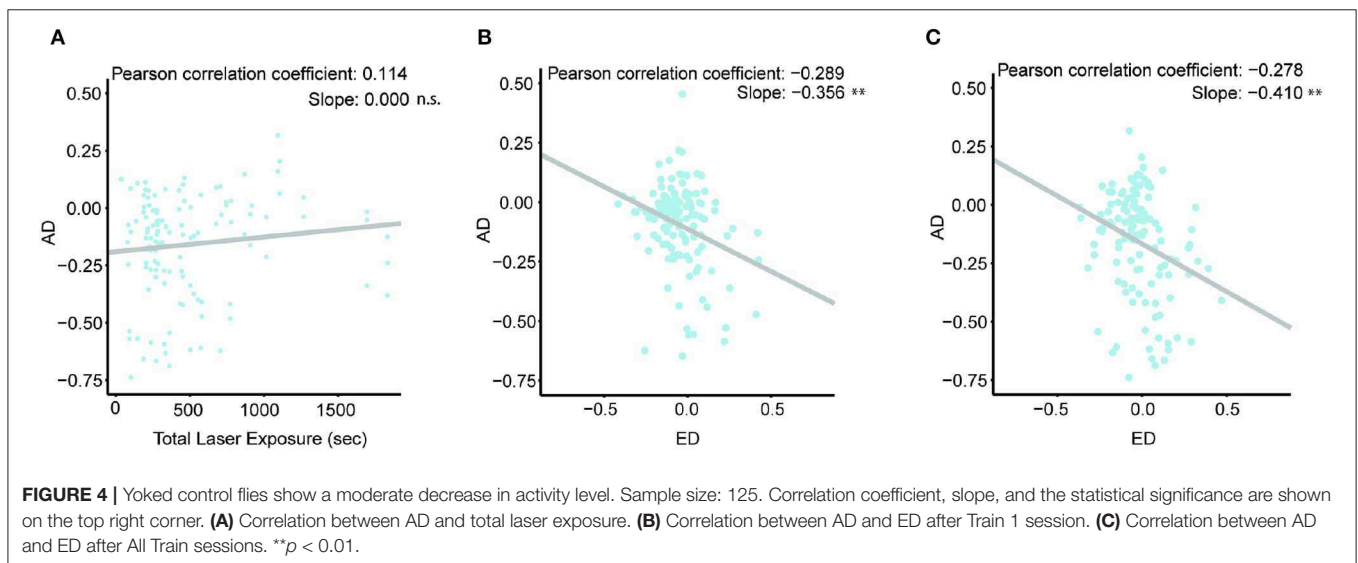 A
Pearson correlation coefficient: 0.114
Slope: 0.000 n.s.
0.50
0.25
0.00
−0.25
−0.50
−0.75
AD
0
500
1000
1500
Total Laser Exposure (sec)
B
Pearson correlation coefficient: −0.289
Slope: −0.356 **
0.50
0.25
0.00
−0.25
−0.50
−0.75
AD
−0.5
0.0
0.5
ED
C
Pearson correlation coefficient: −0.278
Slope: −0.410 **
0.50
0.25
0.00
−0.25
−0.50
−0.75
AD
−0.5
0.0
0.5
ED
FIGURE 4 | Yoked control flies show a moderate decrease in activity level. Sample size: 125. Correlation coefficient, slope, and the statistical significance are shown
on the top right corner. (A) Correlation between AD and total laser exposure. (B) Correlation between AD and ED after Train 1 session. (C) Correlation between AD
and ED after All Train sessions. **p < 0.01.